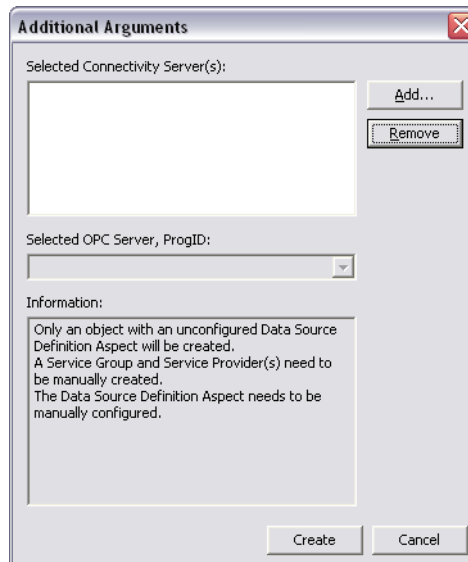 Additional Arguments
Selected Connectivity Server(s):
Add...
Remove
Selected OPC Server, ProgID:
Information:
Only an object with an unconfigured Data Source
Definition Aspect will be created.
A Service Group and Service Provider(s) need to
be manually created.
The Data Source Definition Aspect needs to be
manually configured.
Create
Cancel